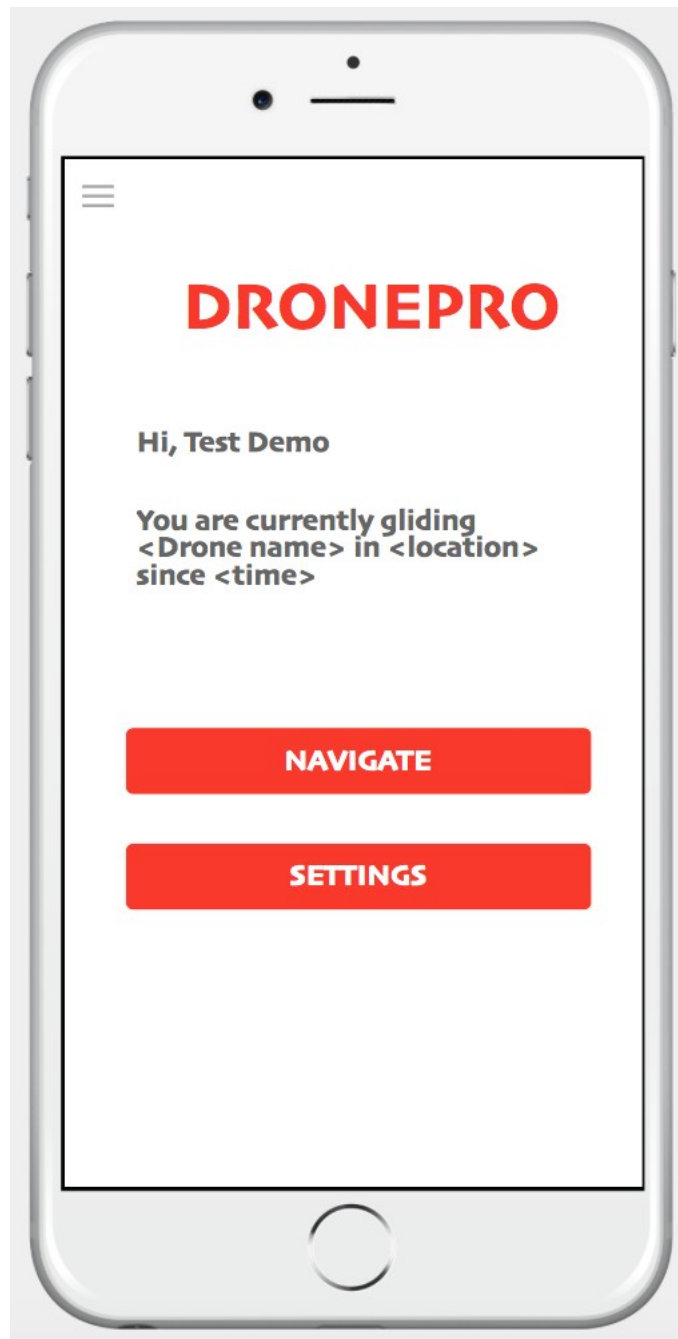 DRONEPRO
Hi, Test Demo
You are currently gliding
<Drone name> in <location>
since <time>
NAVIGATE
SETTINGS